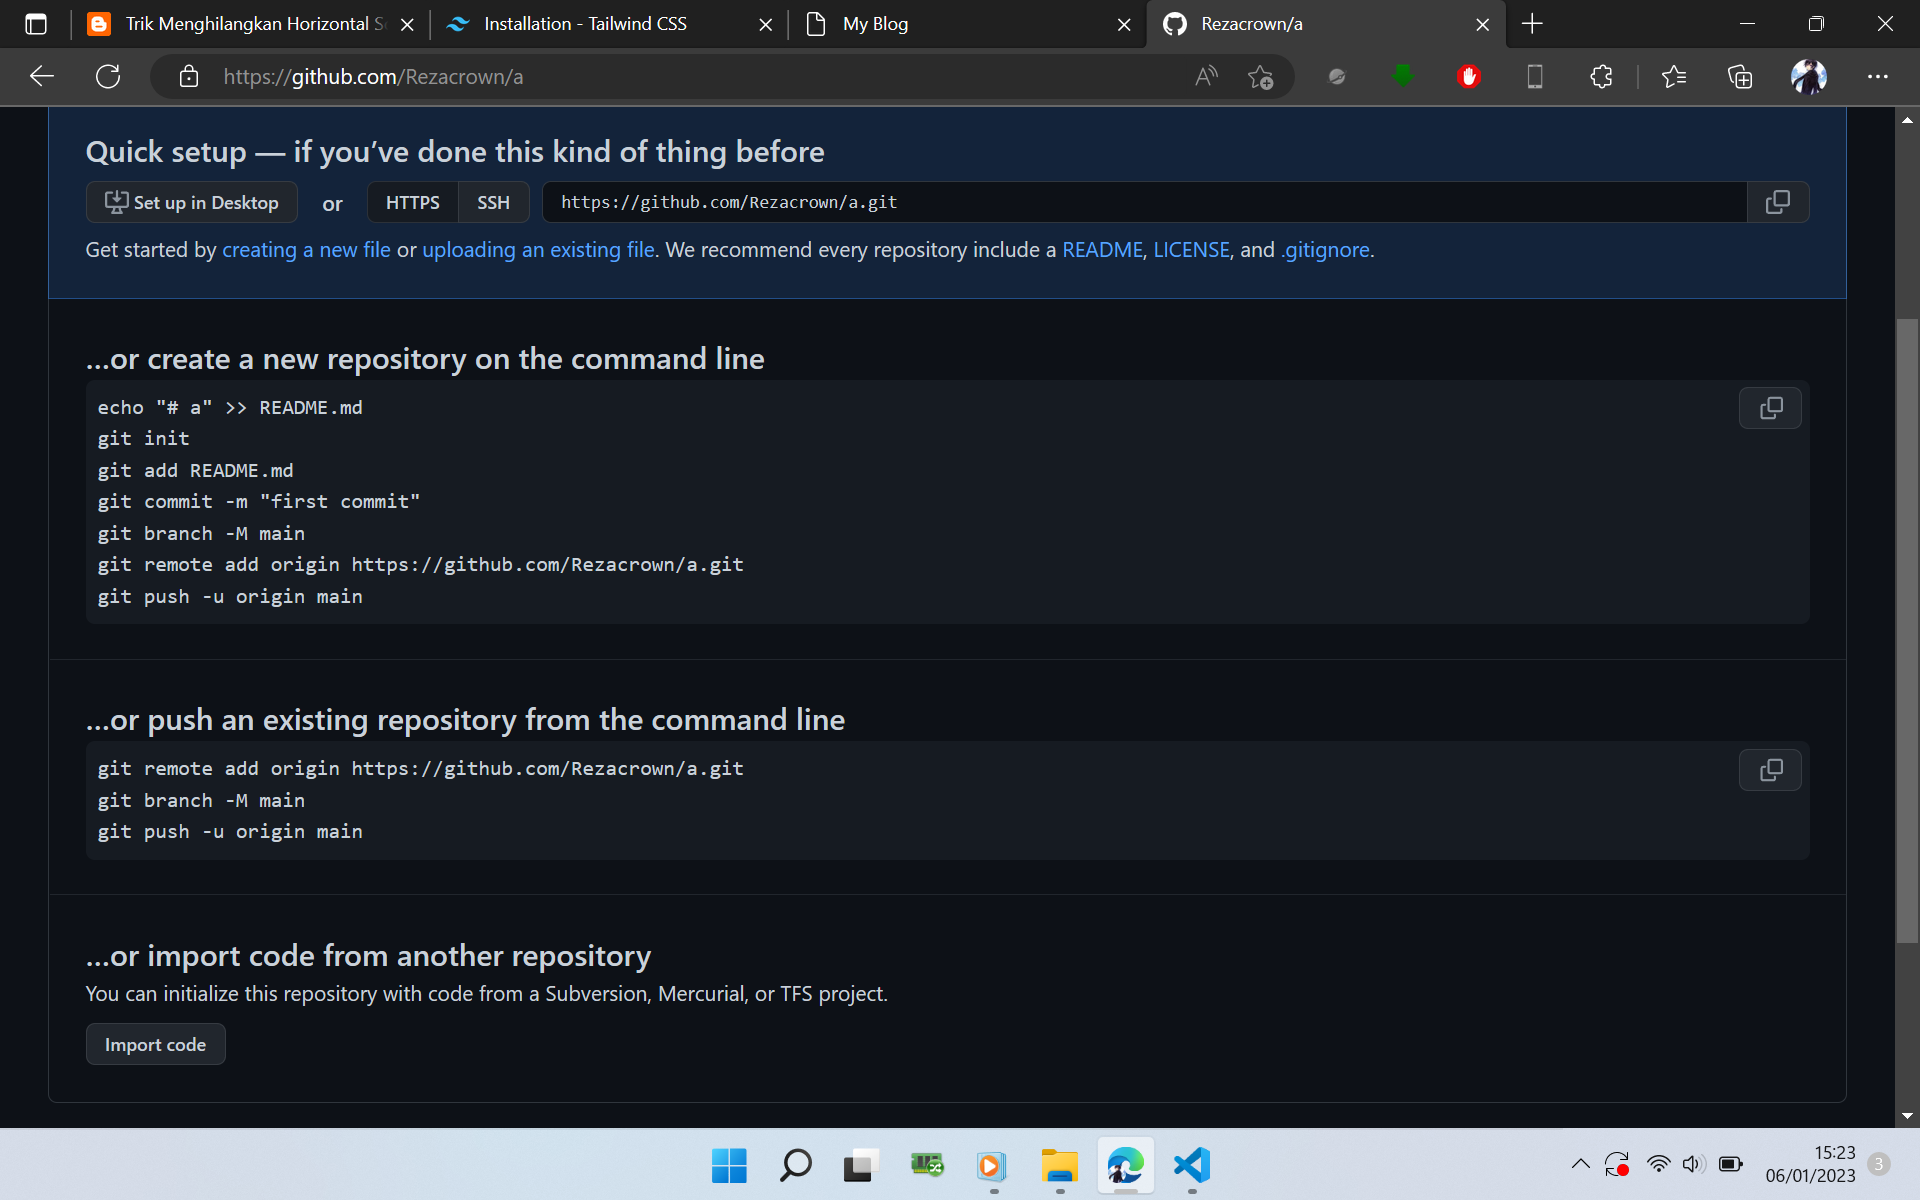 Trik Menghilangkan Horizontal S
Installation - Tailwind CSS
My Blog
Rezacrown/a
https://github.com/Rezacrown/a
Quick setup — if you've done this kind of thing before
Set up in Desktop
or
HTTPS
SSH
https://github.com/Rezacrown/a.git
Get started by creating a new file or uploading an existing file. We recommend every repository include a README, LICENSE, and .gitignore.
…or create a new repository on the command line
echo "# a" >> README.md
git init
git add README.md
git commit -m "first commit"
git branch -M main
git remote add origin https://github.com/Rezacrown/a.git
git push -u origin main
…or push an existing repository from the command line
git remote add origin https://github.com/Rezacrown/a.git
git branch -M main
git push -u origin main
…or import code from another repository
You can initialize this repository with code from a Subversion, Mercurial, or TFS project.
Import code
15:23
06/01/2023
3